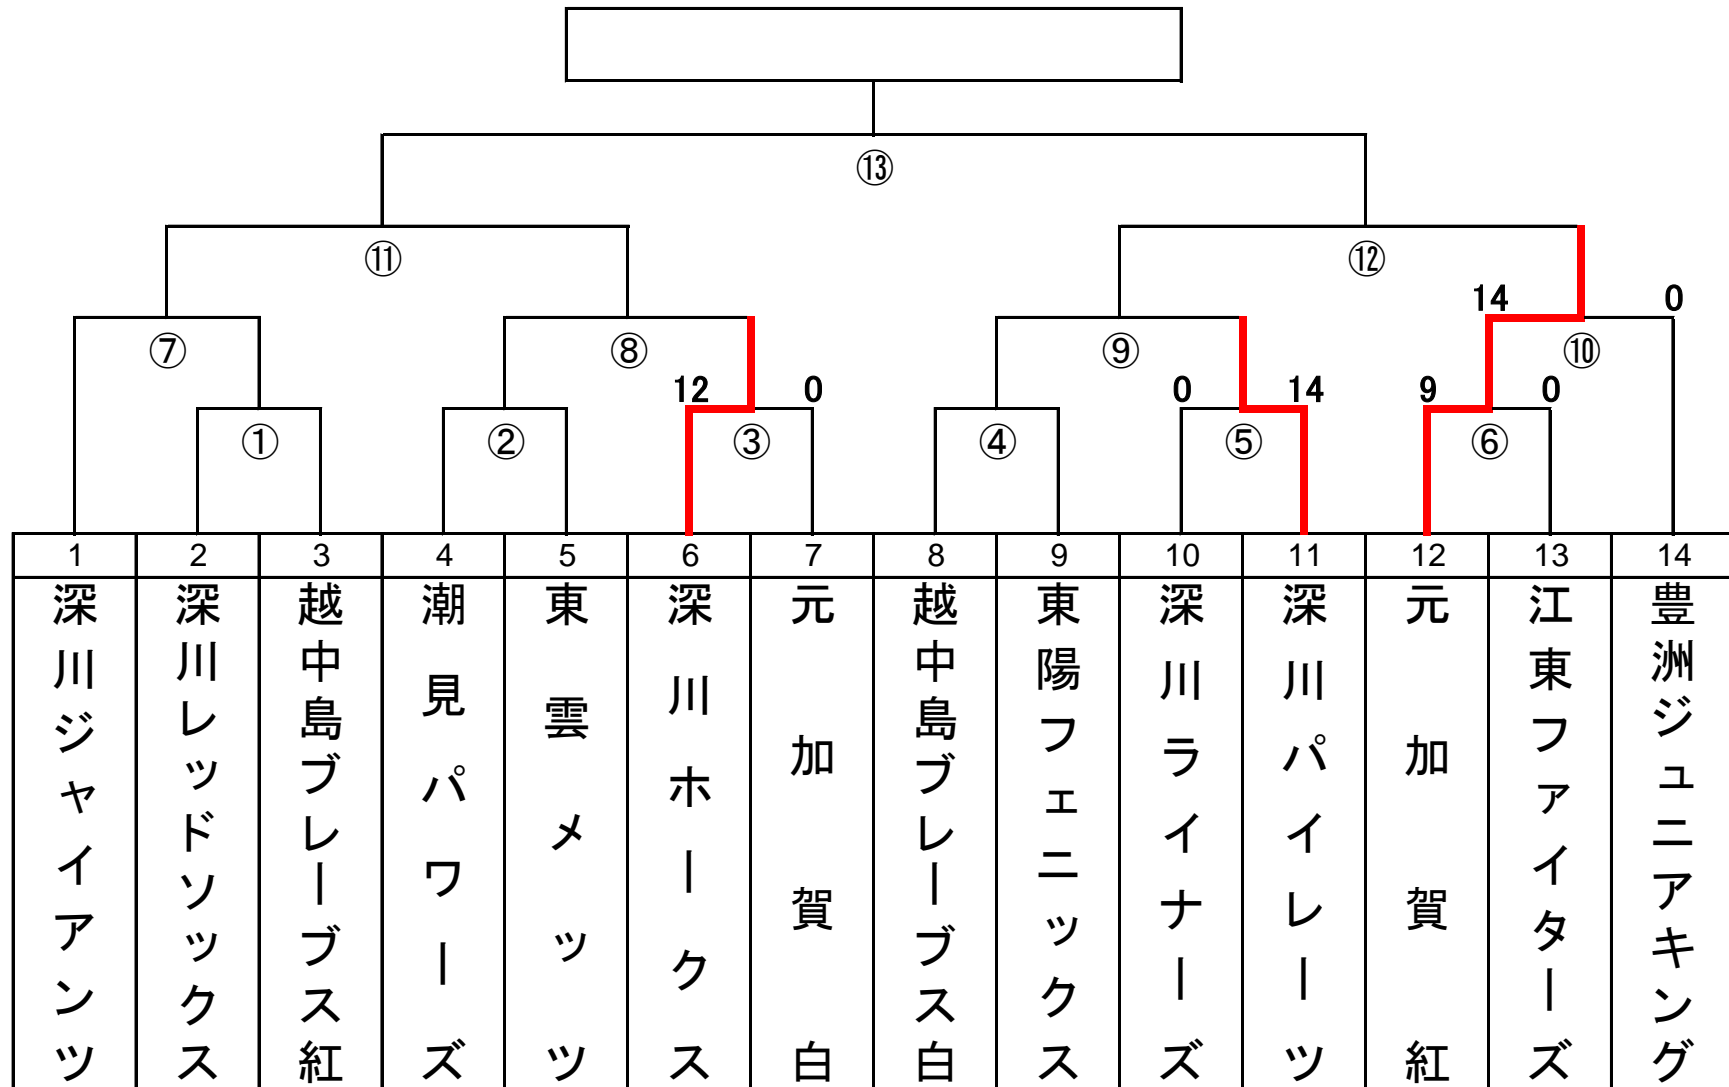 ⑬
⑪ ⑫
14 0
⑦ ⑧ ⑨ ⑩
12 0 0 14 9 0
① ② ③ ④ ⑤ ⑥
1 2 3 4 5 6 7 8 9 10 11 12 13 14
深川ジャイアンツ
深川レッドソックス
越中島ブレーブス紅
潮見パワーズ
東雲メッツ
深川ホークス
元加賀白
越中島ブレーブス白
東陽フェニックス
深川ライナーズ
深川パイレーツ
元加賀紅
江東ファイターズ
豊洲ジュニアキング